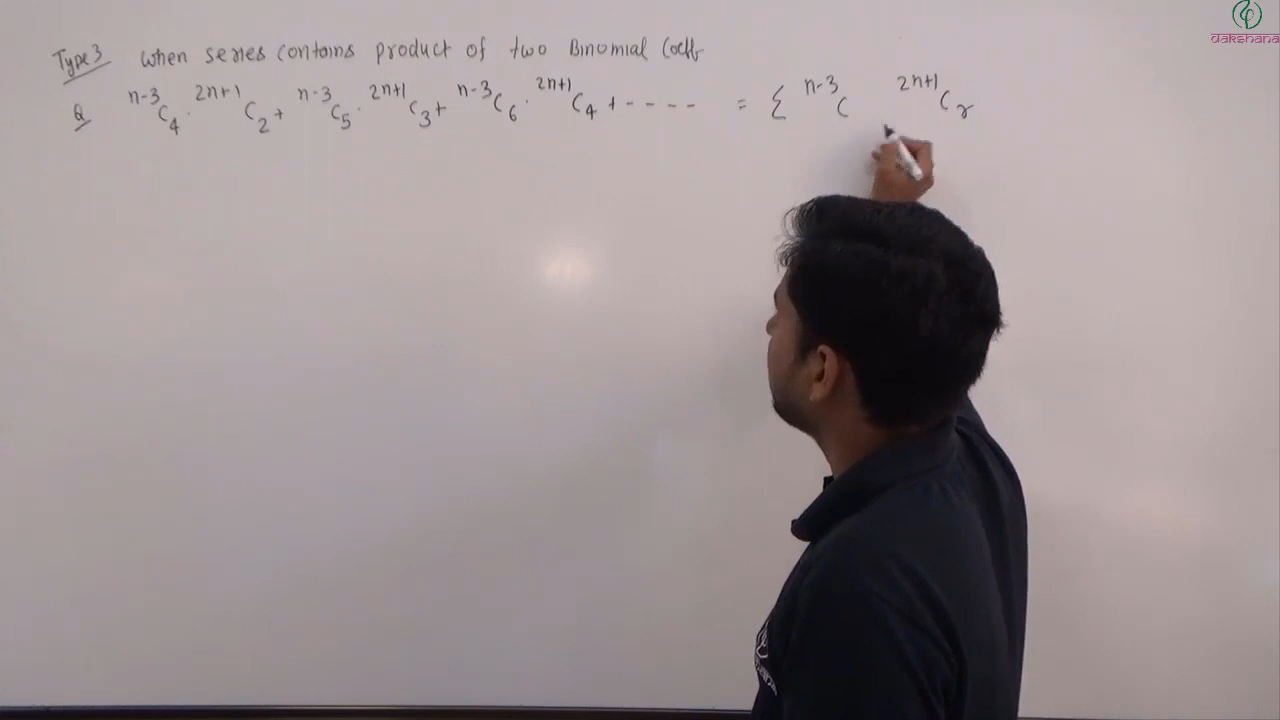 dakshana
Type 3 When series contains product of two Binomial Coeff
Q ⁿ⁻³C₄ · ²ⁿ⁺¹C₂ + ⁿ⁻³C₅ · ²ⁿ⁺¹C₃ + ⁿ⁻³C₆ · ²ⁿ⁺¹C₄ + - - - - = Σ ⁿ⁻³C ²ⁿ⁺¹Cᵣ